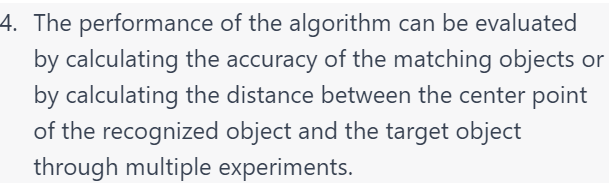 4. The performance of the algorithm can be evaluated
by calculating the accuracy of the matching objects or
by calculating the distance between the center point
of the recognized object and the target object
through multiple experiments.